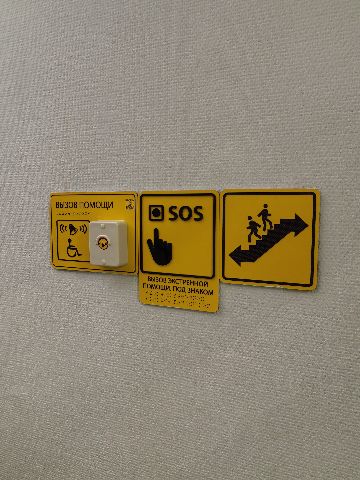 ВЫЗОВ ПОМОЩИ
SOS
ВЫЗОВ ЭКСТРЕННОЙ
ПОМОЩИ. ПОД ЗНАКОМ